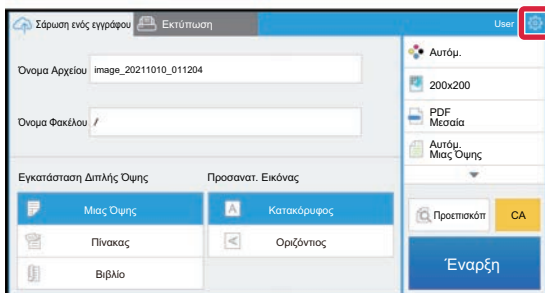 Σάρωση ενός εγγράφου Εκτύπωση User
Όνομα Αρχείου image_20211010_011204
Όνομα Φακέλου /
Εγκατάσταση Διπλής Όψης Προσανατ. Εικόνας
Μιας Όψης Κατακόρυφος
Πίνακας Οριζόντιος
Βιβλίο
Αυτόμ.
200x200
PDF
Μεσαία
Αυτόμ.
Μιας Όψης
Προεπισκόπ CA
Έναρξη